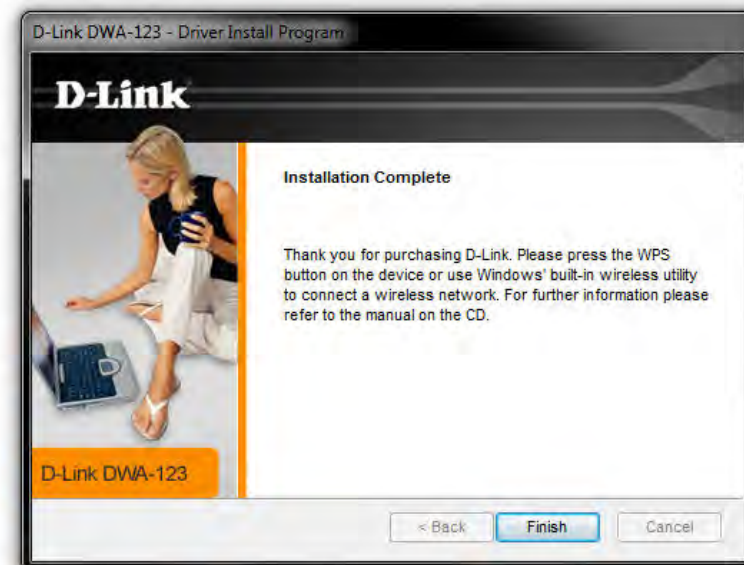 D-Link DWA-123 - Driver Install Program
D-Link
Installation Complete
Thank you for purchasing D-Link. Please press the WPS
button on the device or use Windows' built-in wireless utility
to connect a wireless network. For further information please
refer to the manual on the CD.
D-Link DWA-123
< Back
Finish
Cancel